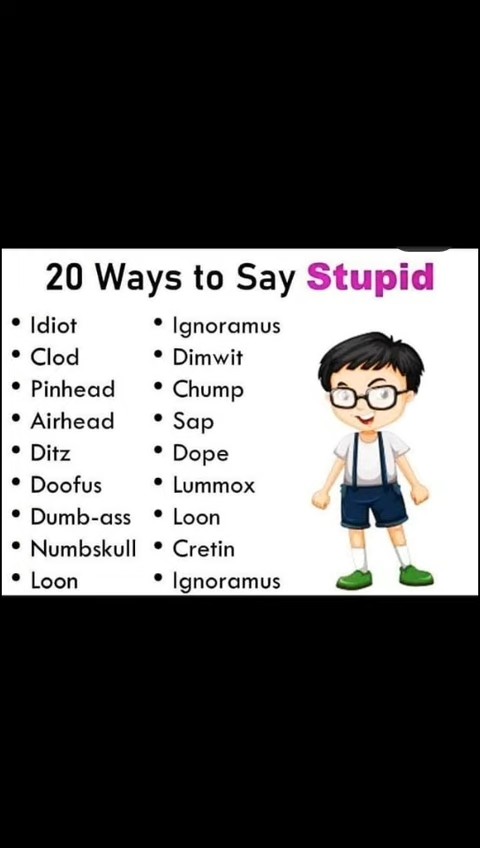 20 Ways to Say Stupid
• Idiot
• Clod
• Pinhead
• Airhead
• Ditz
• Doofus
• Dumb-ass
• Numbskull
• Loon
• Ignoramus
• Dimwit
• Chump
• Sap
• Dope
• Lummox
• Loon
• Cretin
• Ignoramus